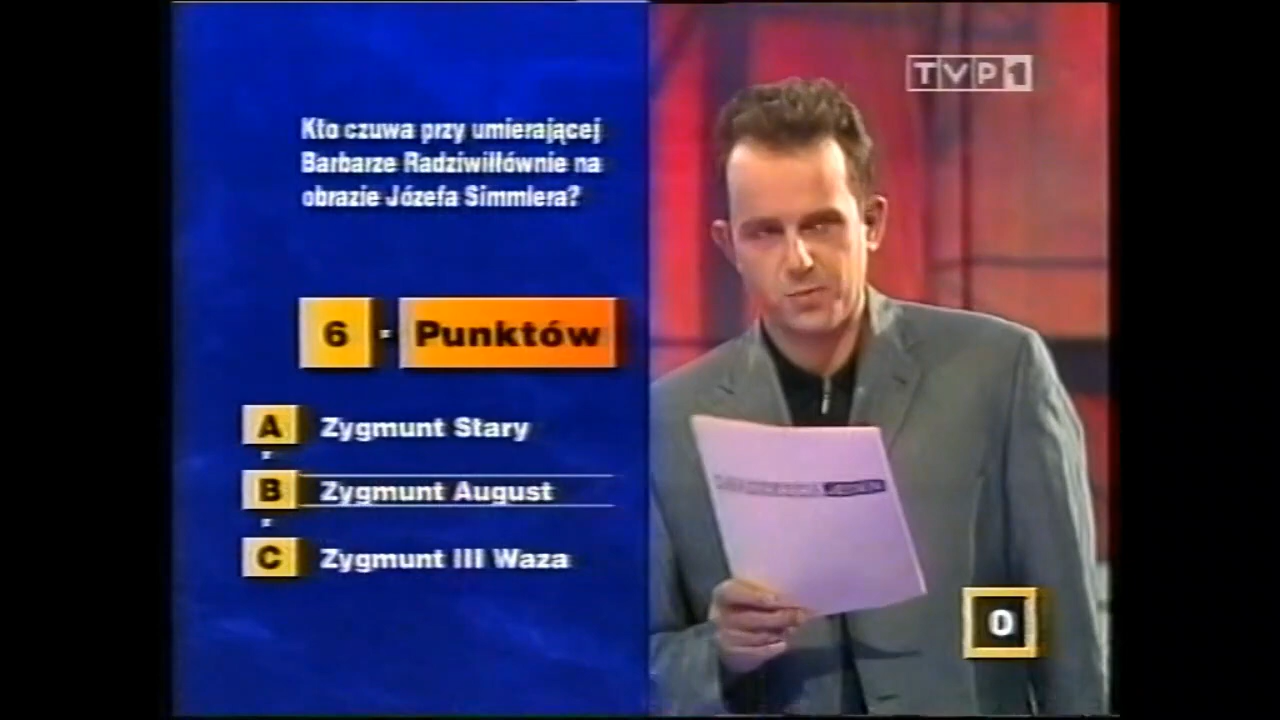 TVP1
Kto czuwa przy umierającej
Barbarze Radziwiłłównie na
obrazie Józefa Simmlera?
6 - Punktów
A Zygmunt Stary
B Zygmunt August
C Zygmunt III Waza
JEDEN
0